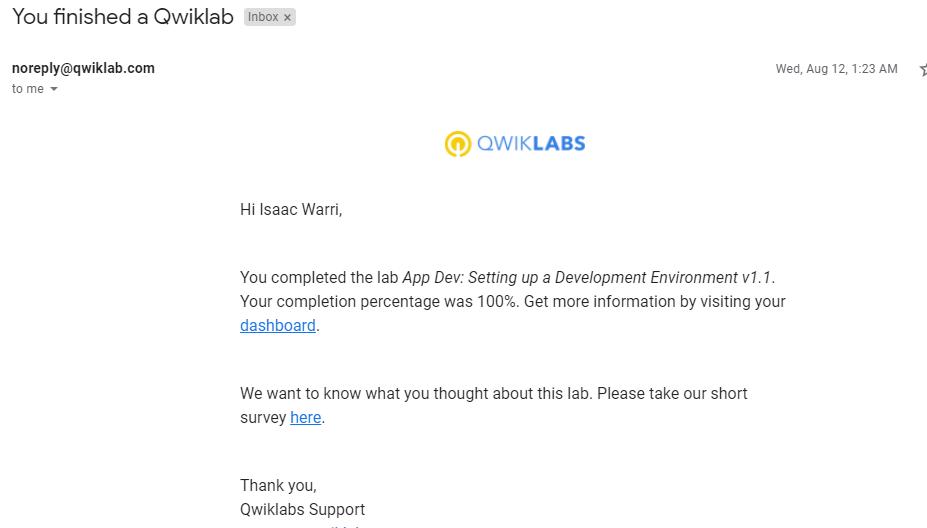 You finished a Qwiklab Inbox ×
noreply@qwiklab.com Wed, Aug 12, 1:23 AM
to me
QWIKLABS
Hi Isaac Warri,
You completed the lab App Dev: Setting up a Development Environment v1.1.
Your completion percentage was 100%. Get more information by visiting your
dashboard.
We want to know what you thought about this lab. Please take our short
survey here.
Thank you,
Qwiklabs Support